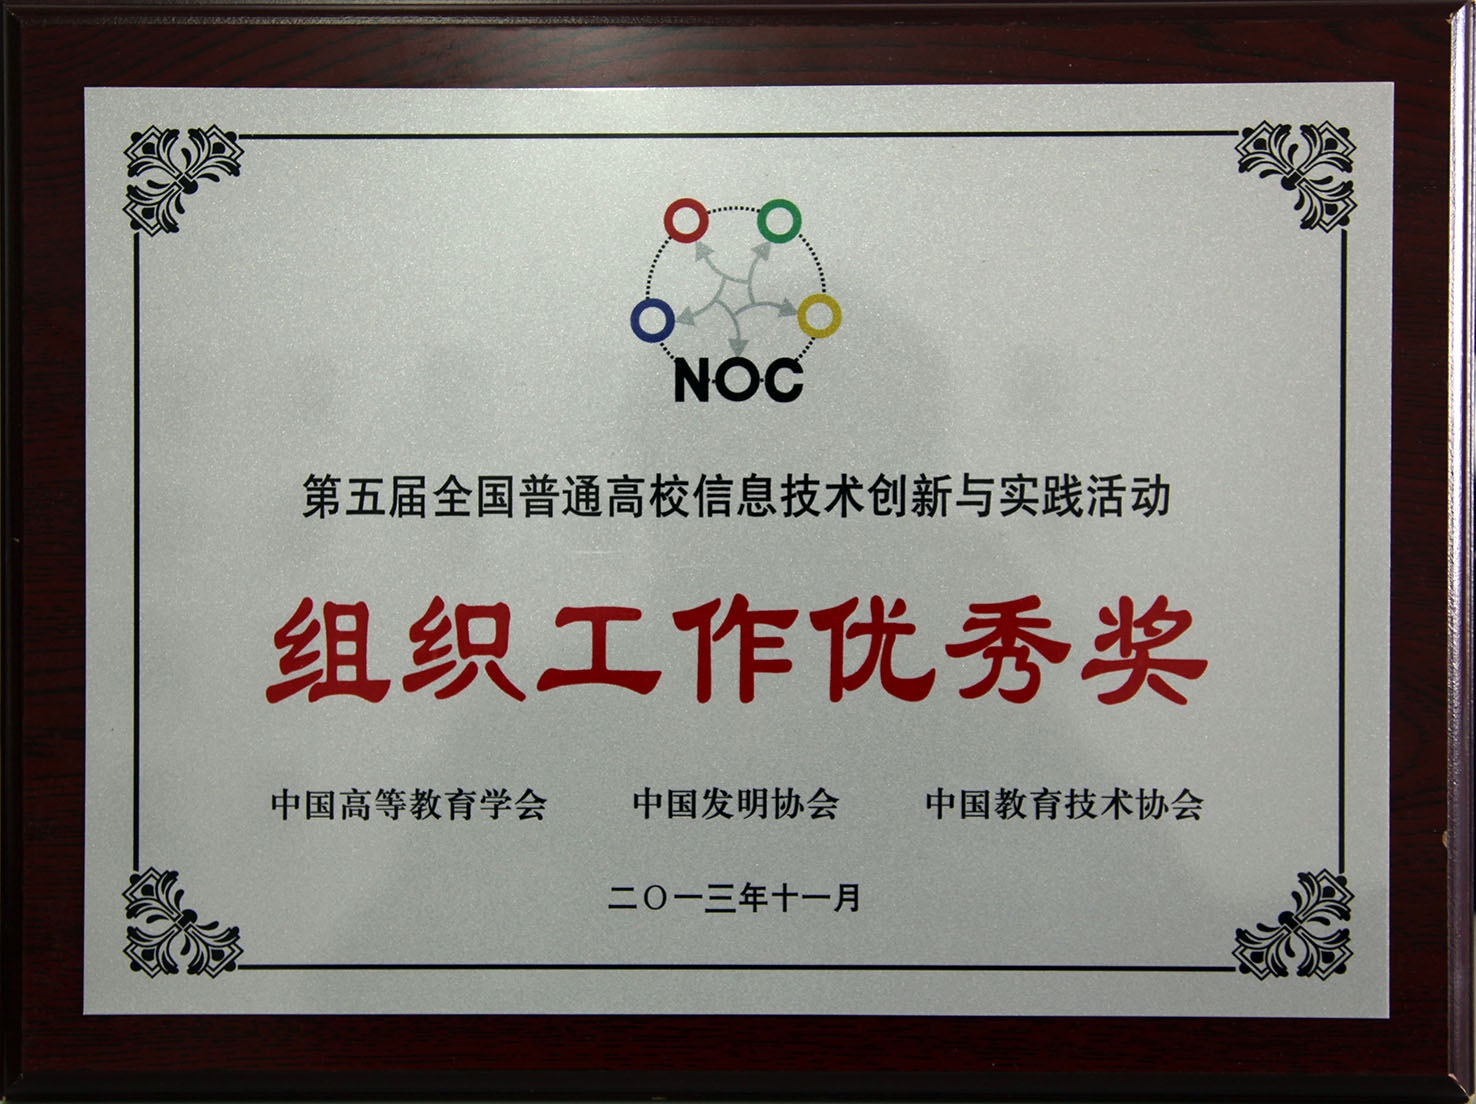 NOC
第五届全国普通高校信息技术创新与实践活动
组织工作优秀奖
中国高等教育学会 中国发明协会 中国教育技术协会
二〇一三年十一月